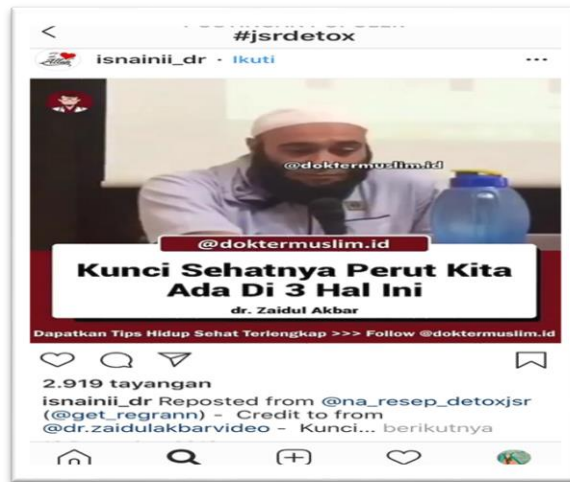 #jsrdetox
isnainii_dr · Ikuti
@doktermuslim.id
@doktermuslim.id
Kunci Sehatnya Perut Kita
Ada Di 3 Hal Ini
dr. Zaidul Akbar
Dapatkan Tips Hidup Sehat Terlengkap >>> Follow @doktermuslim.id
2.919 tayangan
isnainii_dr Reposted from @na_resep_detoxjsr
(@get_regrann) - Credit to from
@dr.zaidulakbarvideo - Kunci... berikutnya